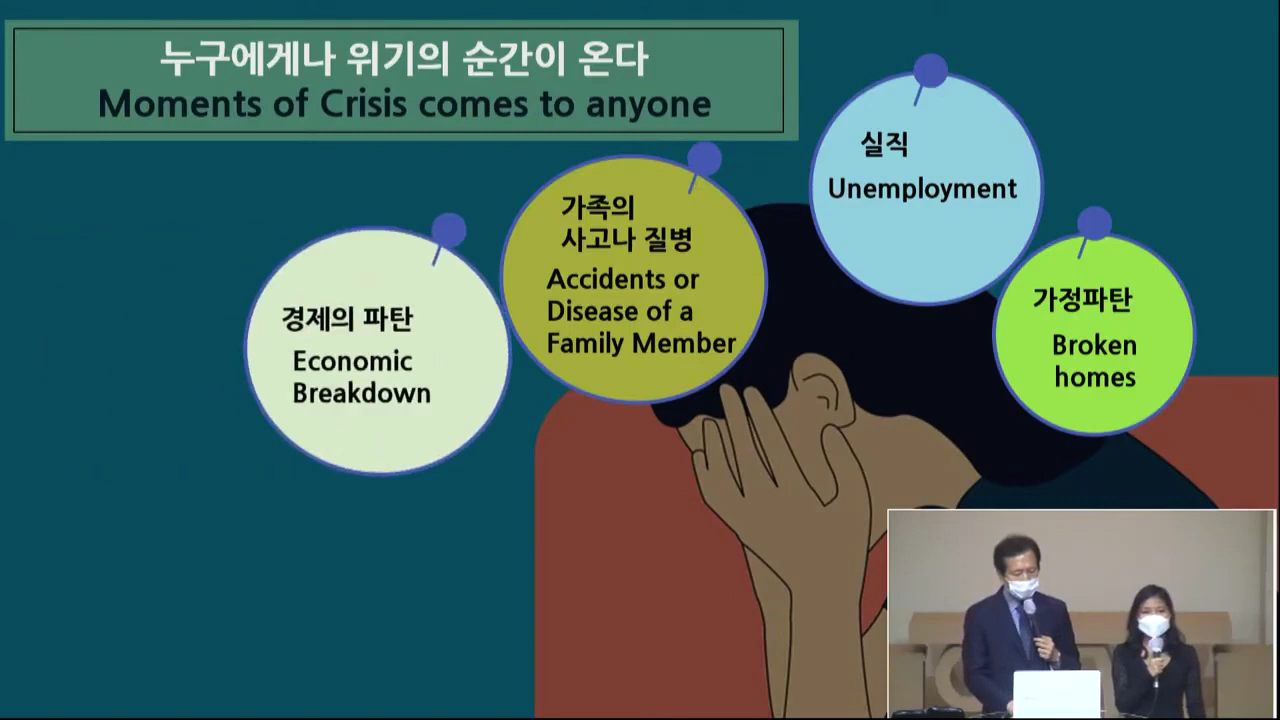 누구에게나 위기의 순간이 온다
Moments of Crisis comes to anyone
경제의 파탄
Economic
Breakdown
가족의
사고나 질병
Accidents or
Disease of a
Family Member
실직
Unemployment
가정파탄
Broken
homes